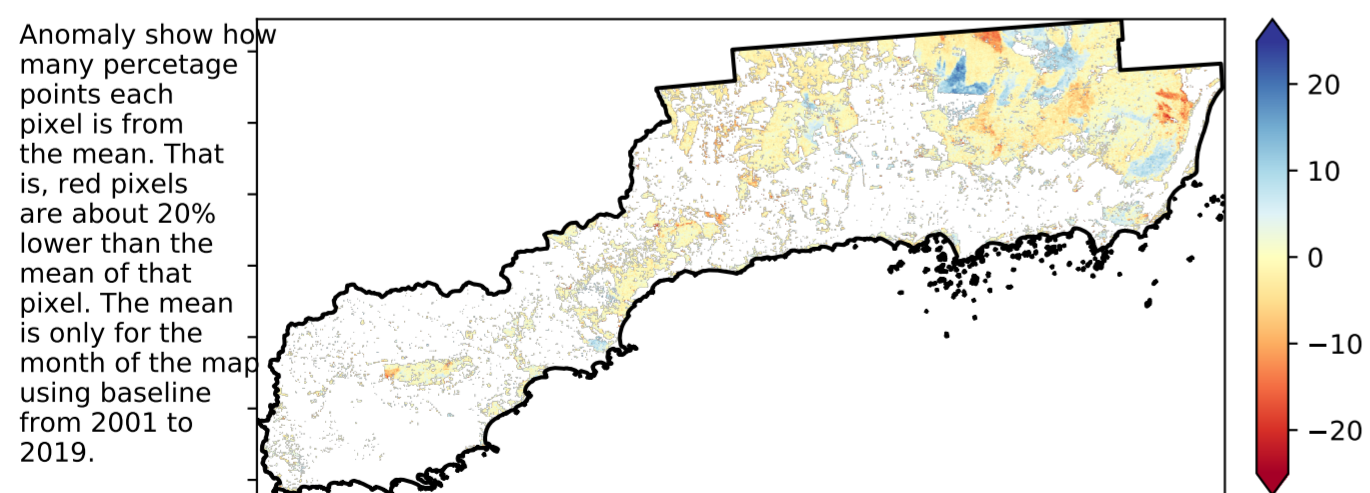 Anomaly show how
many percetage
points each
pixel is from
the mean. That
is, red pixels
are about 20%
lower than the
mean of that
pixel. The mean
is only for the
month of the map
using baseline
from 2001 to
2019.
20
10
0
−10
−20